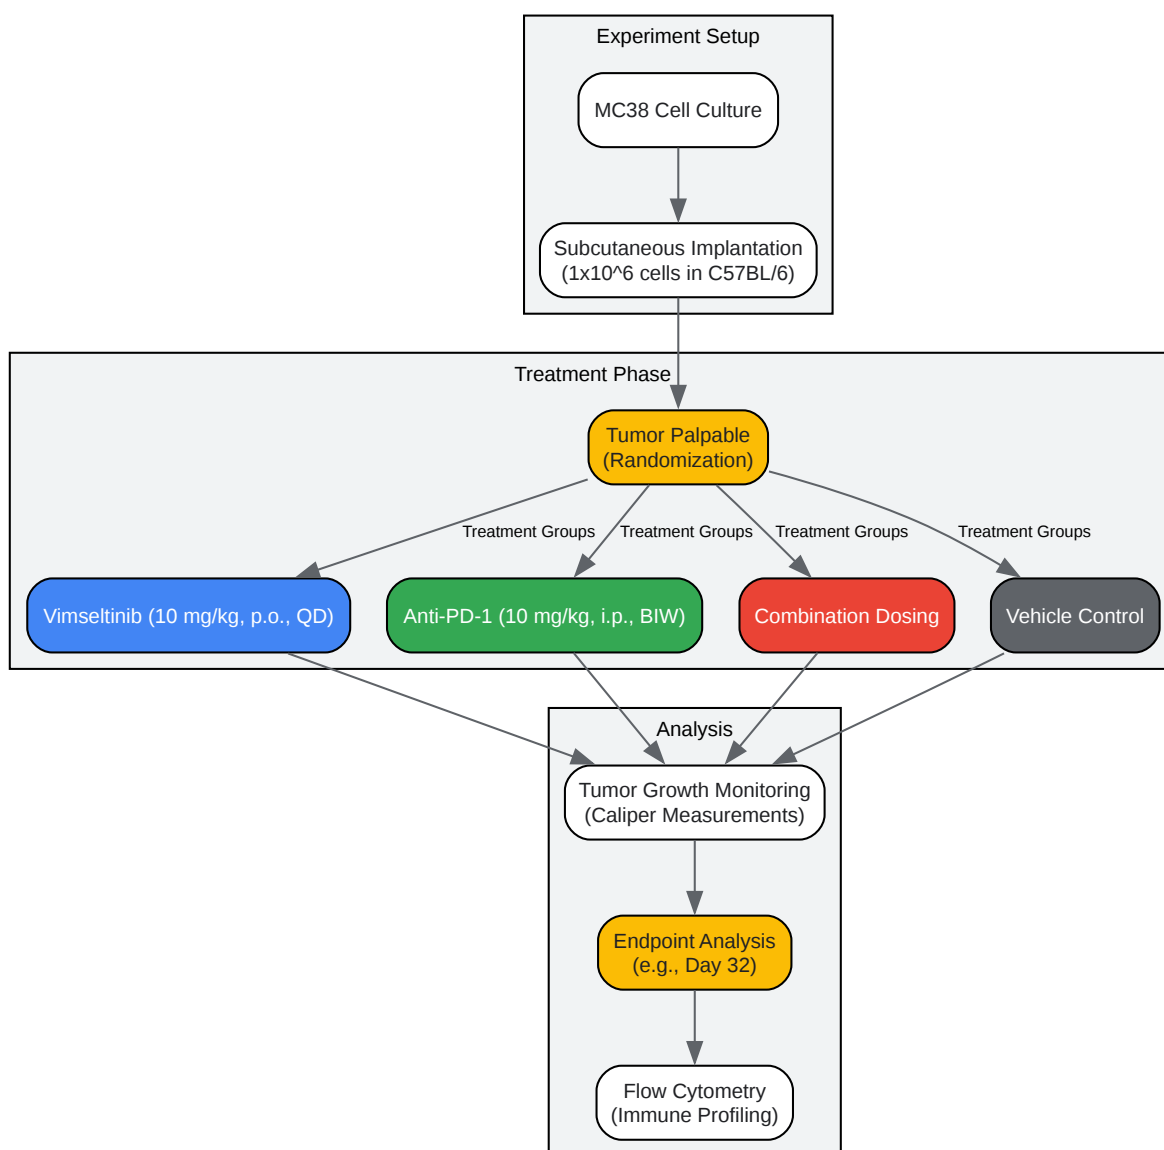 Experiment Setup
MC38 Cell Culture
Subcutaneous Implantation
(1x10^6 cells in C57BL/6)
Treatment Phase
Tumor Palpable
(Randomization)
Treatment Groups
Treatment Groups
Treatment Groups
Treatment Groups
Vimseltinib (10 mg/kg, p.o., QD)
Anti-PD-1 (10 mg/kg, i.p., BIW)
Combination Dosing
Vehicle Control
Analysis
Tumor Growth Monitoring
(Caliper Measurements)
Endpoint Analysis
(e.g., Day 32)
Flow Cytometry
(Immune Profiling)